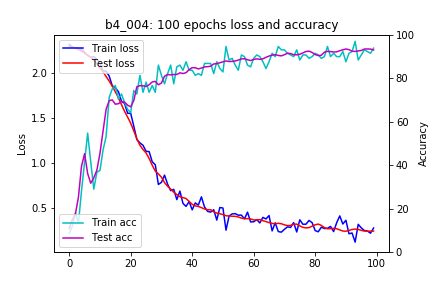 b4_004: 100 epochs loss and accuracy
Train loss
Test loss
Train acc
Test acc
Loss
2.0
1.5
1.0
0.5
Accuracy
100
80
60
40
20
0
0
20
40
60
80
100